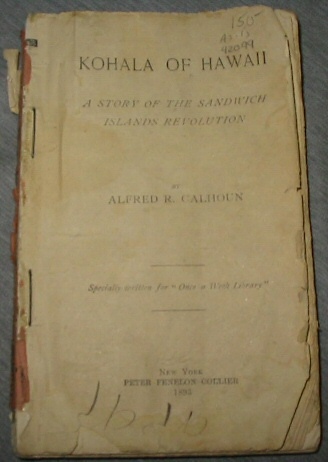 150
KOHALA OF HAWAII
A STORY OF THE SANDWICH
ISLANDS REVOLUTION
BY
ALFRED R. CALHOUN
Specially written for "Once a Week Library"
NEW YORK
PETER FENELON COLLIER